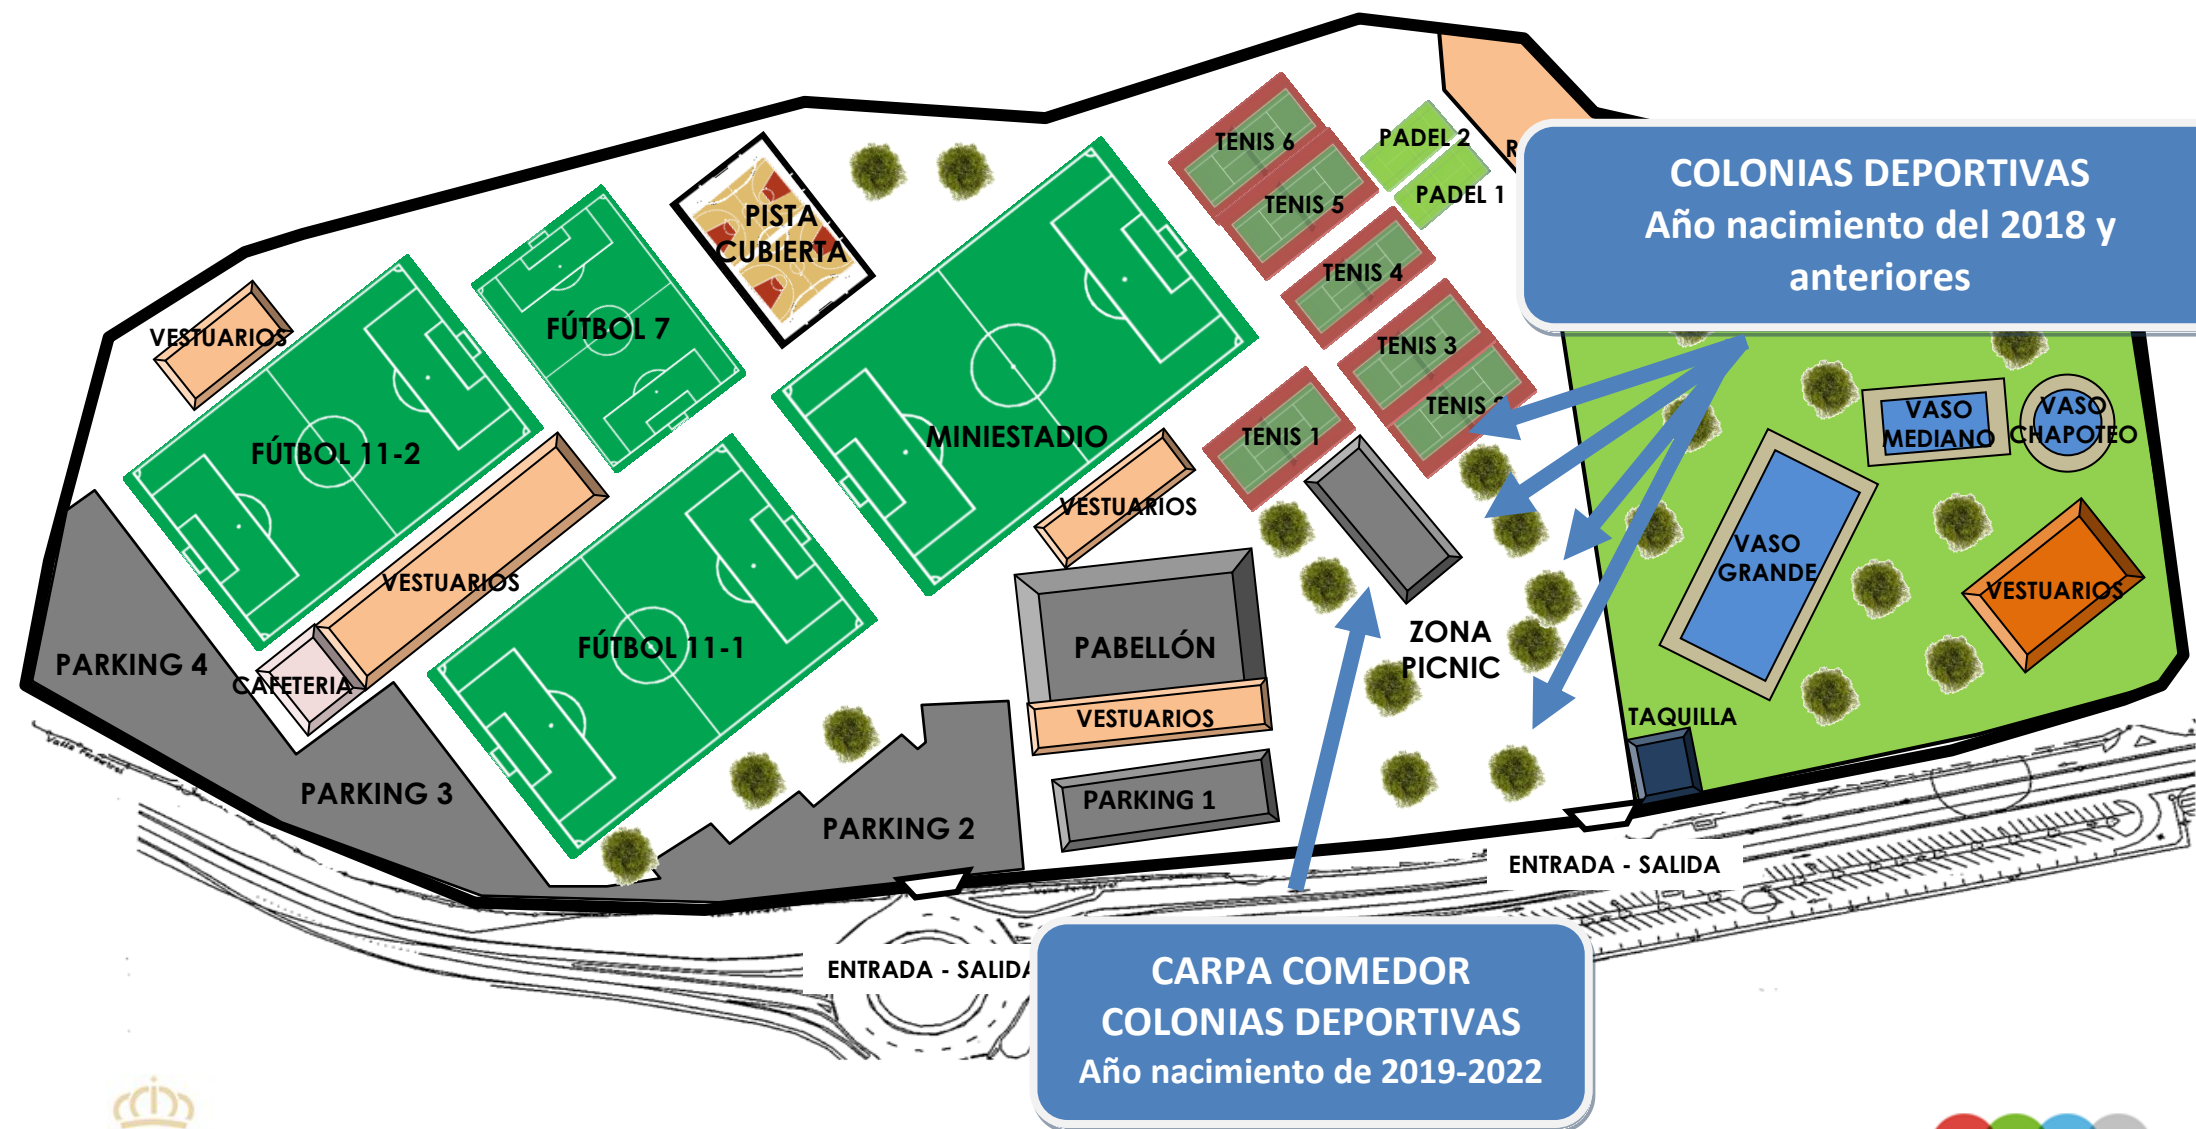 TENIS 6
PADEL 2
PADEL 1
TENIS 5
COLONIAS DEPORTIVAS
Año nacimiento del 2018 y
anteriores
PISTA
CUBIERTA
TENIS 4
VESTUARIOS
FÚTBOL 7
TENIS 3
TENIS
TENIS 1
MINIESTADIO
FÚTBOL 11-2
VASO
MEDIANO
VASO
CHAPOTEO
VESTUARIOS
VASO
GRANDE
VESTUARIOS
VESTUARIOS
FÚTBOL 11-1
PABELLÓN
ZONA
PICNIC
PARKING 4
CAFETERIA
VESTUARIOS
TAQUILLA
PARKING 3
PARKING 2
PARKING 1
ENTRADA - SALIDA
ENTRADA - SALIDA
CARPA COMEDOR
COLONIAS DEPORTIVAS
Año nacimiento de 2019-2022